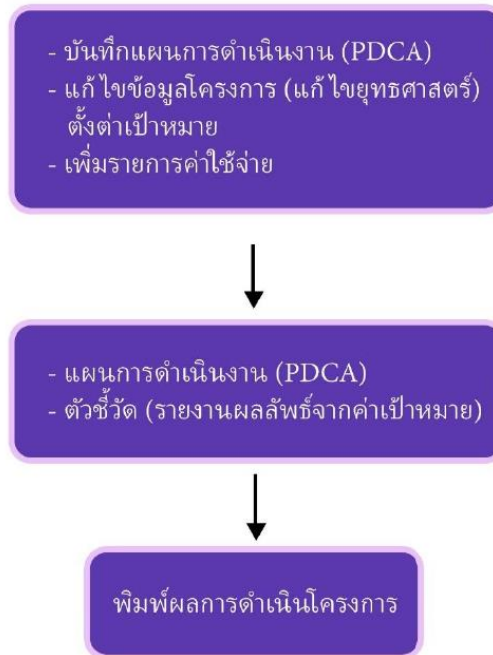 - บันทึกแผนการดำเนินงาน (PDCA)
- แก้ไขข้อมูลโครงการ (แก้ไขยุทธศาสตร์)
ตั้งต่าเป้าหมาย
- เพิ่มรายการค่าใช้จ่าย
- แผนการดำเนินงาน (PDCA)
- ตัวชี้วัด (รายงานผลลัพธ์จากค่าเป้าหมาย)
พิมพ์ผลการดำเนินโครงการ